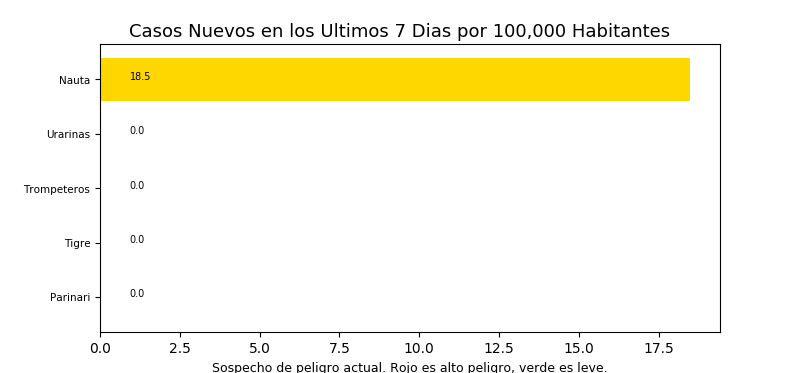 Casos Nuevos en los Ultimos 7 Dias por 100,000 Habitantes
Nauta 18.5
Urarinas 0.0
Trompeteros 0.0
Tigre 0.0
Parinari 0.0
0.0 2.5 5.0 7.5 10.0 12.5 15.0 17.5
Sospecho de peligro actual. Rojo es alto peligro, verde es leve.